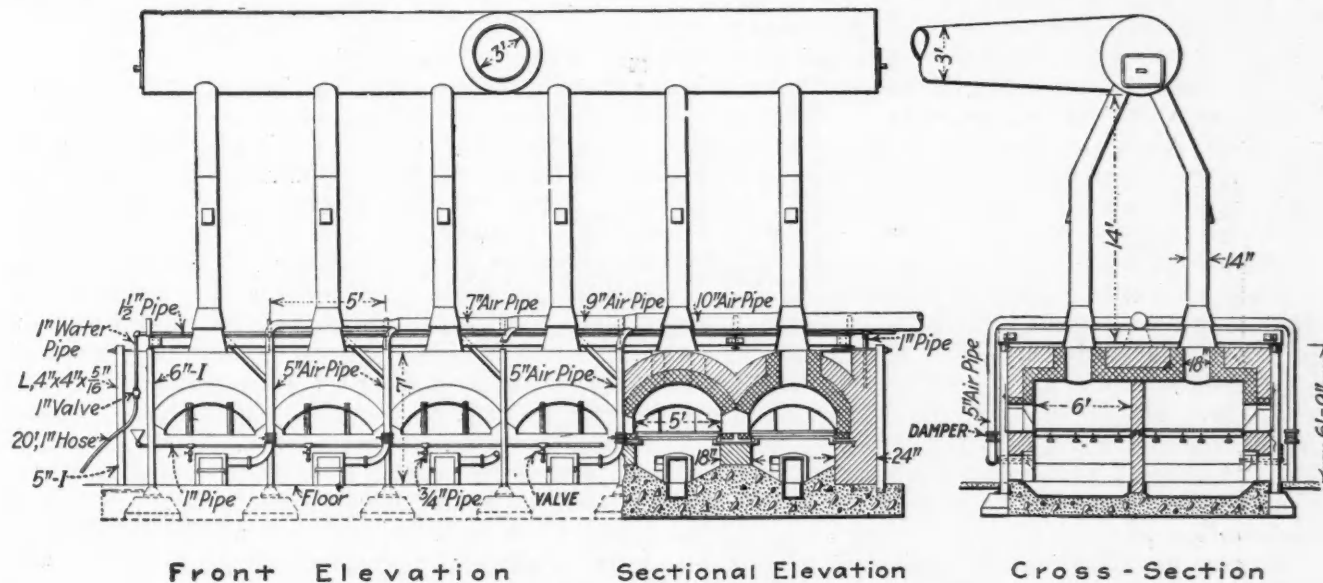 3'
3'
14'
14"
1½" Pipe
5'
7" Air Pipe
9" Air Pipe
10" Air Pipe
1" Water
Pipe
1" Pipe
L, 4"x4"x5/16"
6"-I
5" Air Pipe
7'
5" Air Pipe
1" Valve
5'
20', 1" Hose
18"
24"
5"-I
1" Pipe
Floor
¾" Pipe
VALVE
5" Air Pipe
18"
6'
DAMPER
6'-9"
Front Elevation
Sectional Elevation
Cross-Section